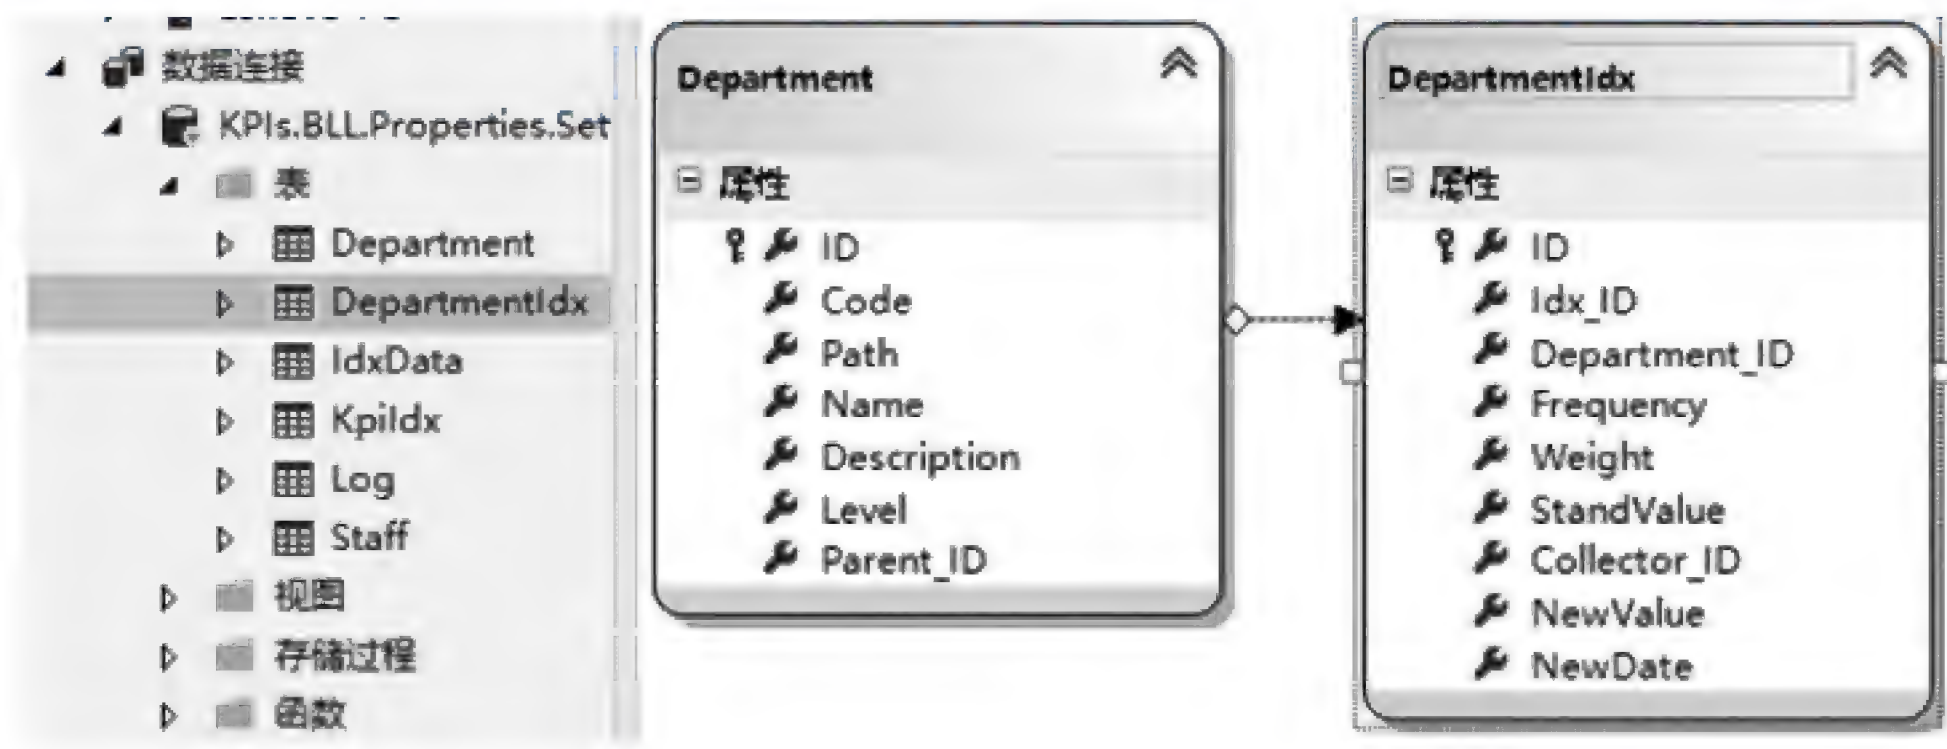 数据连接
KPIs.BLL.Properties.Set
表
Department
DepartmentIdx
IdxData
KpiIdx
Log
Staff
视图
存储过程
函数
Department
属性
ID
Code
Path
Name
Description
Level
Parent_ID
DepartmentIdx
属性
ID
Idx_ID
Department_ID
Frequency
Weight
StandValue
Collector_ID
NewValue
NewDate